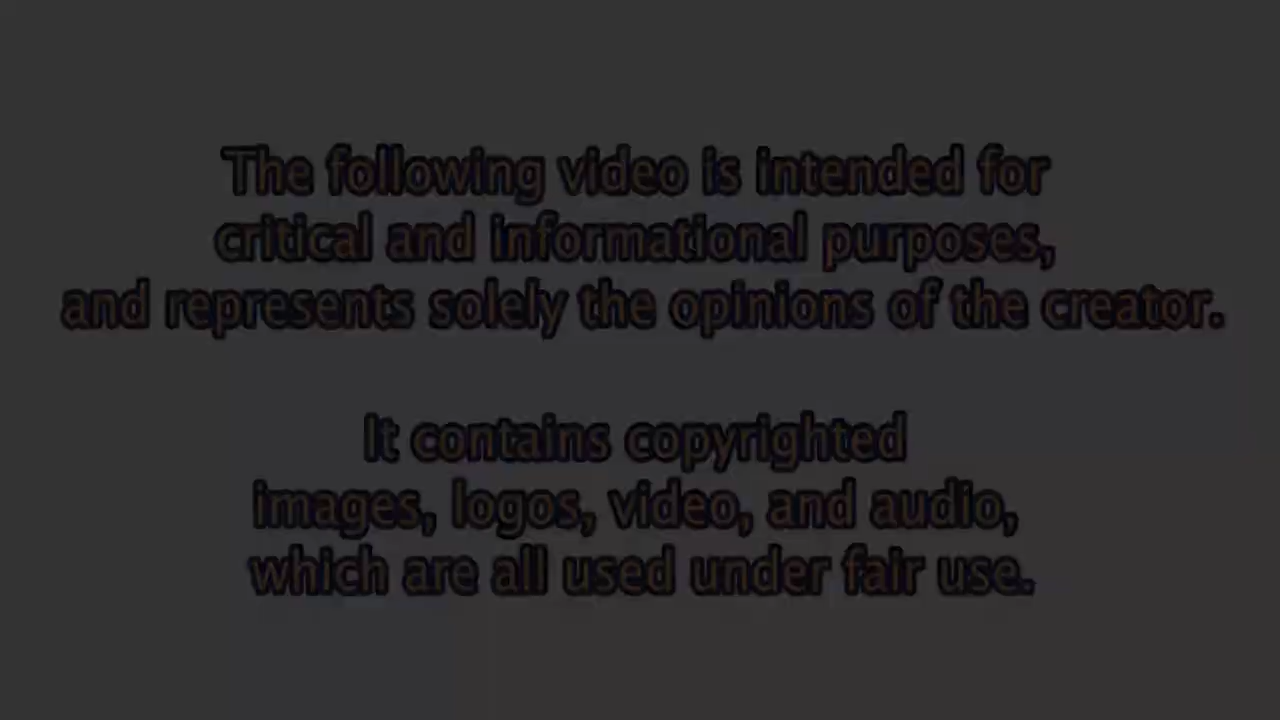 The following video is intended for
critical and informational purposes,
and represents solely the opinions of the creator.
It contains copyrighted
images, logos, video, and audio,
which are all used under fair use.